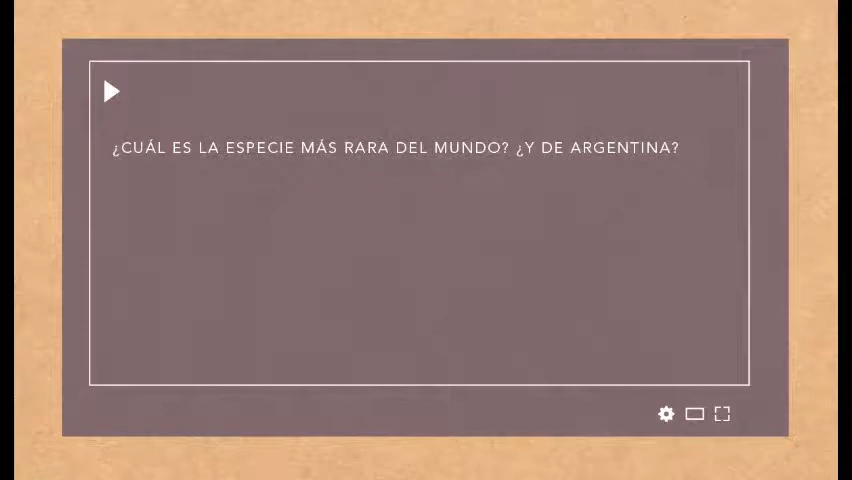 ¿CUÁL ES LA ESPECIE MÁS RARA DEL MUNDO? ¿Y DE ARGENTINA?